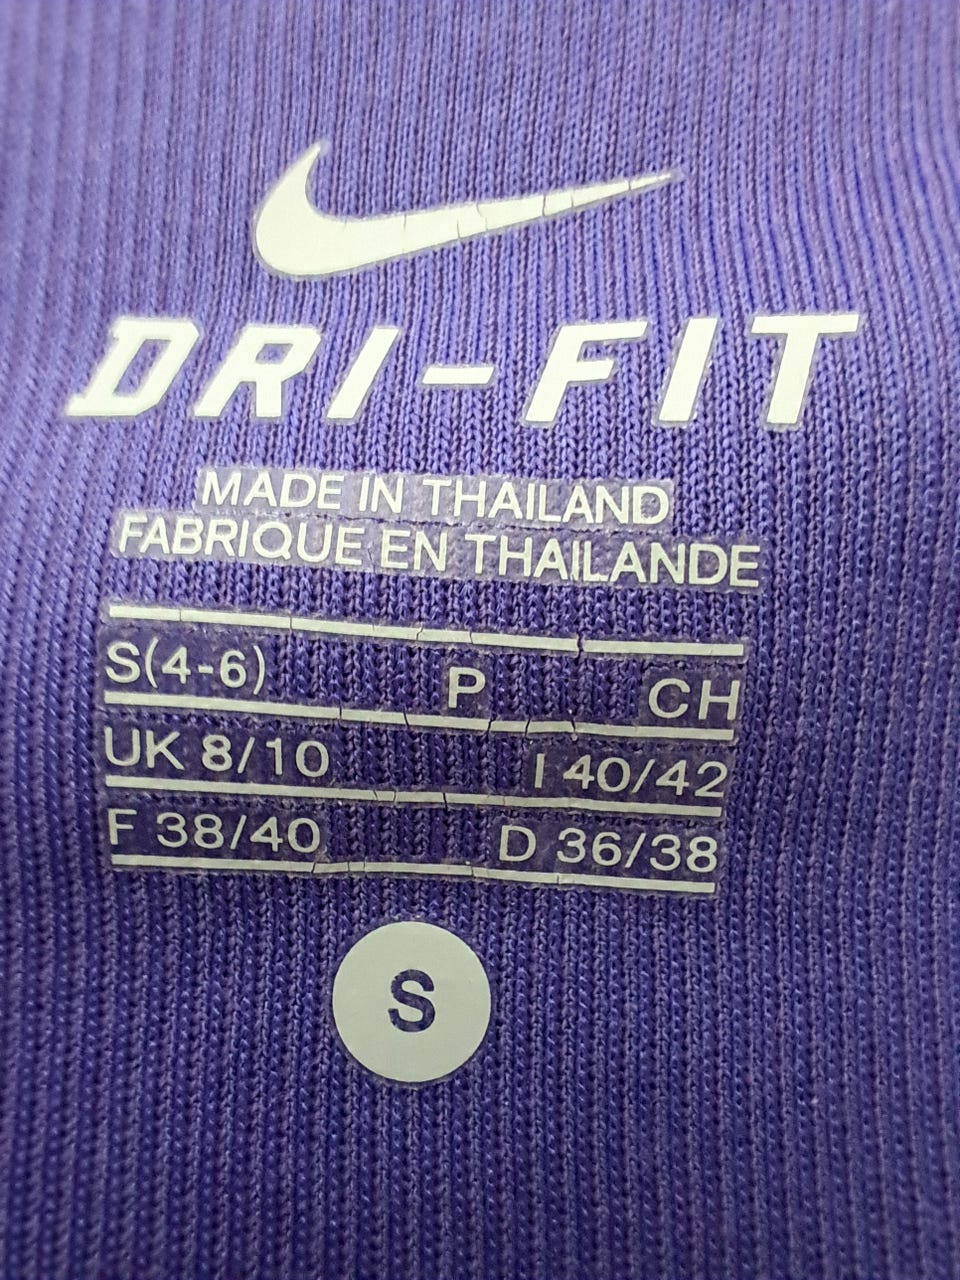 DRI-FIT
MADE IN THAILAND
FABRIQUE EN THAILANDE
S(4-6) P CH
UK 8/10 I 40/42
F 38/40 D 36/38
S